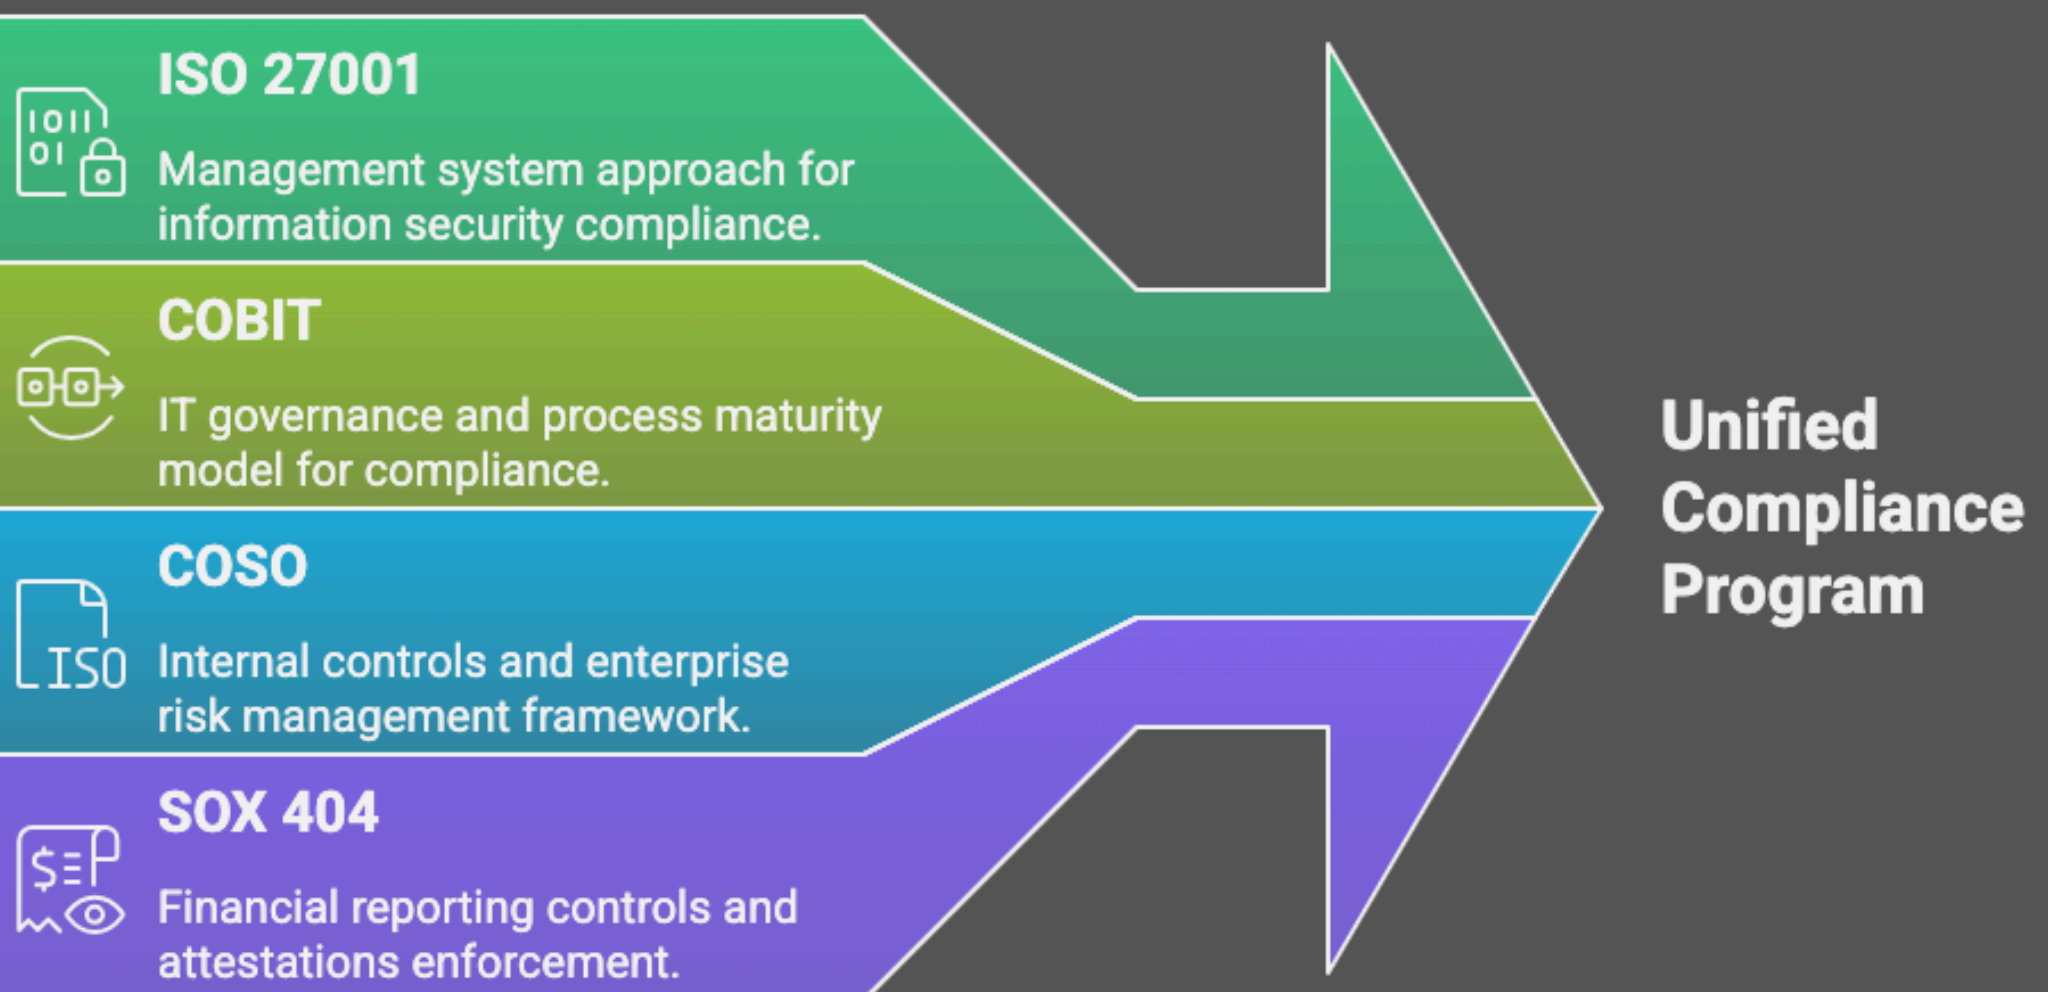 ISO 27001
1011
01
Management system approach for
information security compliance.
COBIT
IT governance and process maturity
model for compliance.
COSO
ISO
Internal controls and enterprise
risk management framework.
SOX 404
$
Financial reporting controls and
attestations enforcement.
Unified
Compliance
Program